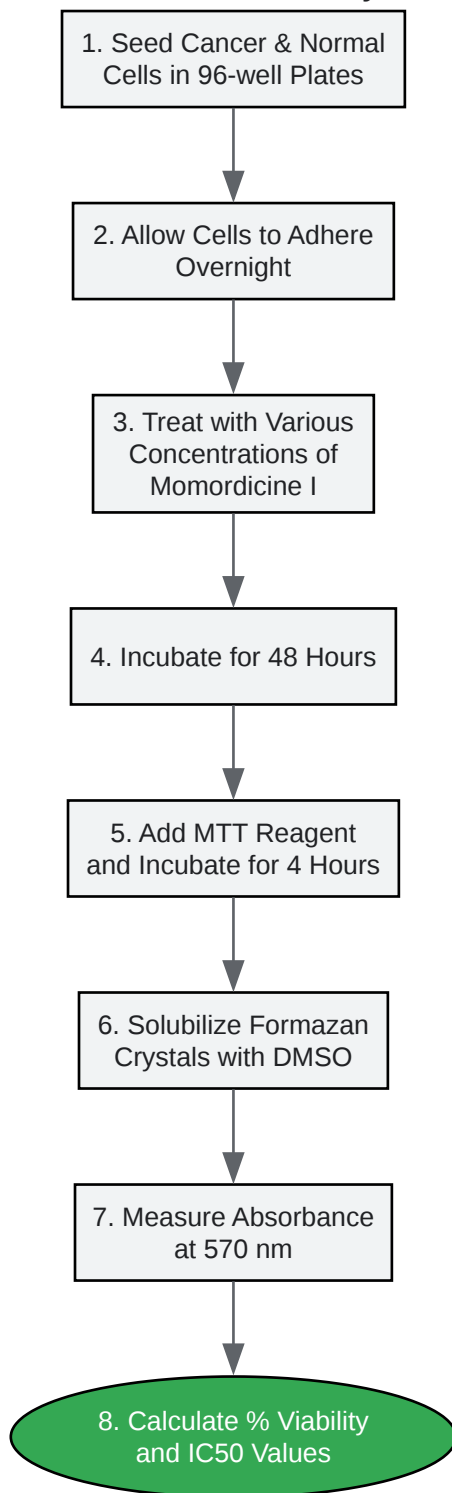 1. Seed Cancer & Normal
Cells in 96-well Plates
2. Allow Cells to Adhere
Overnight
3. Treat with Various
Concentrations of
Momordicine I
4. Incubate for 48 Hours
5. Add MTT Reagent
and Incubate for 4 Hours
6. Solubilize Formazan
Crystals with DMSO
7. Measure Absorbance
at 570 nm
8. Calculate % Viability
and IC50 Values